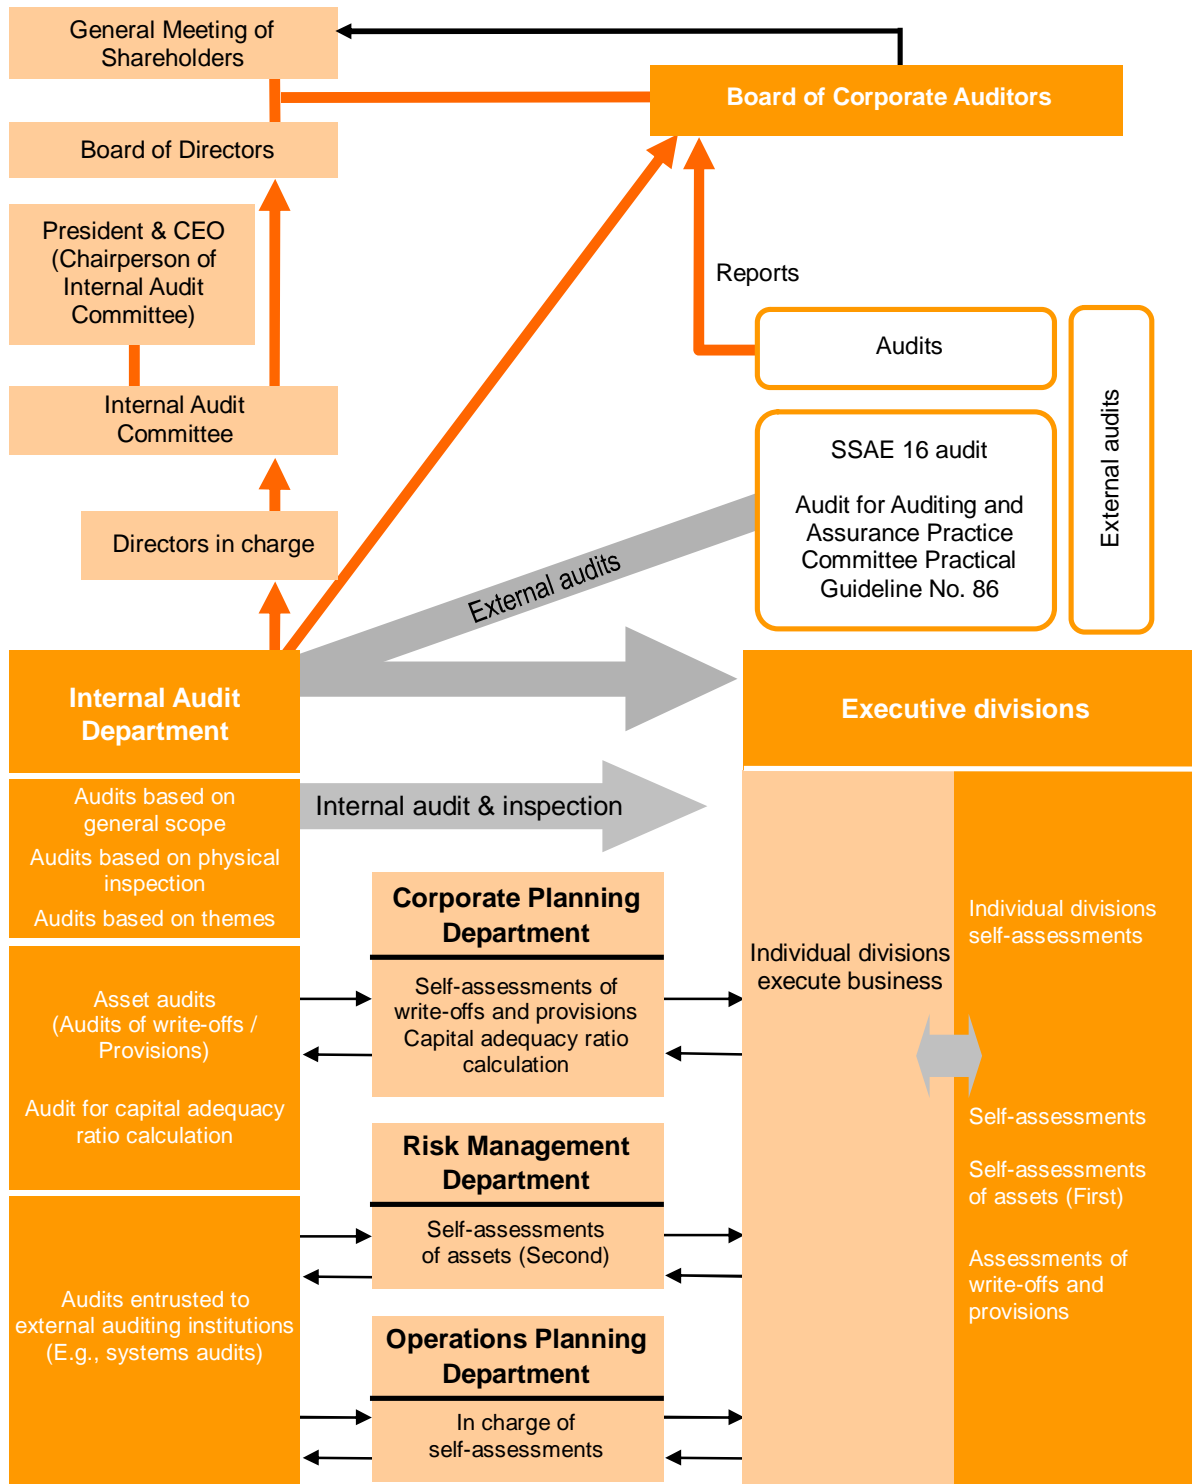 General Meeting of
Shareholders
Board of Corporate Auditors
Board of Directors
President & CEO
(Chairperson of
Internal Audit
Committee)
Reports
Audits
External audits
Internal Audit
Committee
SSAE 16 audit
Audit for Auditing and
Assurance Practice
Committee Practical
Guideline No. 86
Directors in charge
External audits
Internal Audit
Department
Executive divisions
Audits based on
general scope
Audits based on physical
inspection
Audits based on themes
Internal audit & inspection
Corporate Planning
Department
Self-assessments of
write-offs and provisions
Capital adequacy ratio
calculation
Individual divisions
execute business
Individual divisions
self-assessments
Asset audits
(Audits of write-offs /
Provisions)
Audit for capital adequacy
ratio calculation
Self-assessments
Self-assessments
of assets (First)
Assessments of
write-offs and
provisions
Risk Management
Department
Self-assessments
of assets (Second)
Audits entrusted to
external auditing institutions
(E.g., systems audits)
Operations Planning
Department
In charge of
self-assessments